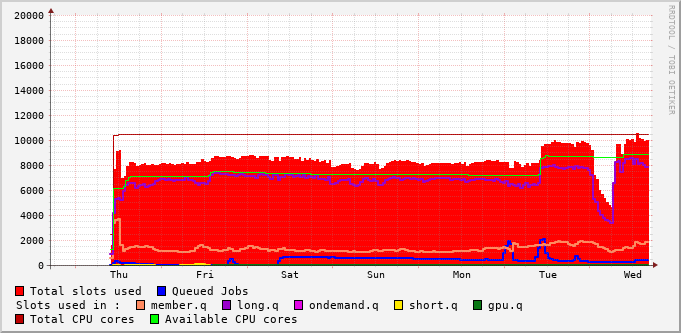 20000
18000
16000
14000
12000
10000
8000
6000
4000
2000
0
Thu Fri Sat Sun Mon Tue Wed
RRDTOOL / TOBI OETIKER
Total slots used Queued Jobs
Slots used in : member.q long.q ondemand.q short.q gpu.q
Total CPU cores Available CPU cores